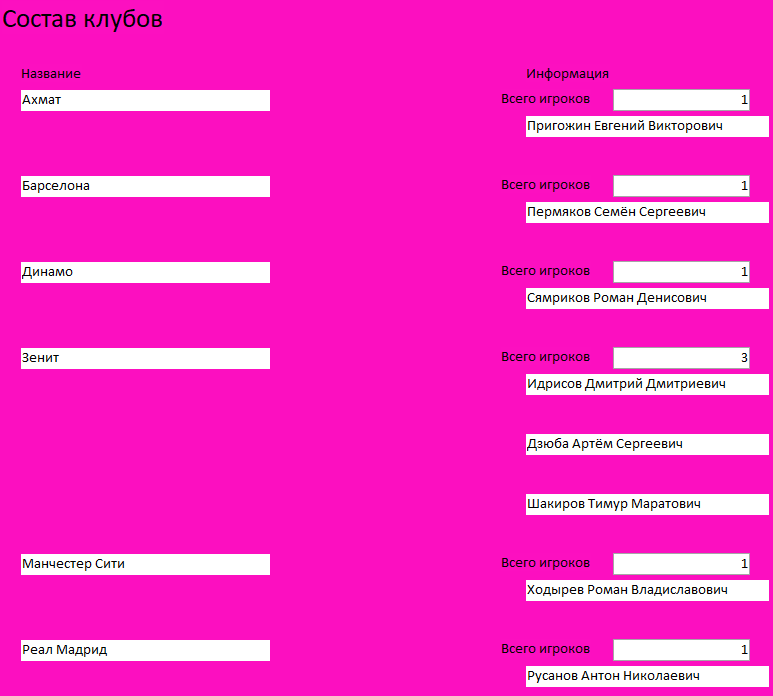 Состав клубов
Название Информация
Ахмат Всего игроков 1
Пригожин Евгений Викторович
Барселона Всего игроков 1
Пермяков Семён Сергеевич
Динамо Всего игроков 1
Сямриков Роман Денисович
Зенит Всего игроков 3
Идрисов Дмитрий Дмитриевич
Дзюба Артём Сергеевич
Шакиров Тимур Маратович
Манчестер Сити Всего игроков 1
Ходырев Роман Владиславович
Реал Мадрид Всего игроков 1
Русанов Антон Николаевич